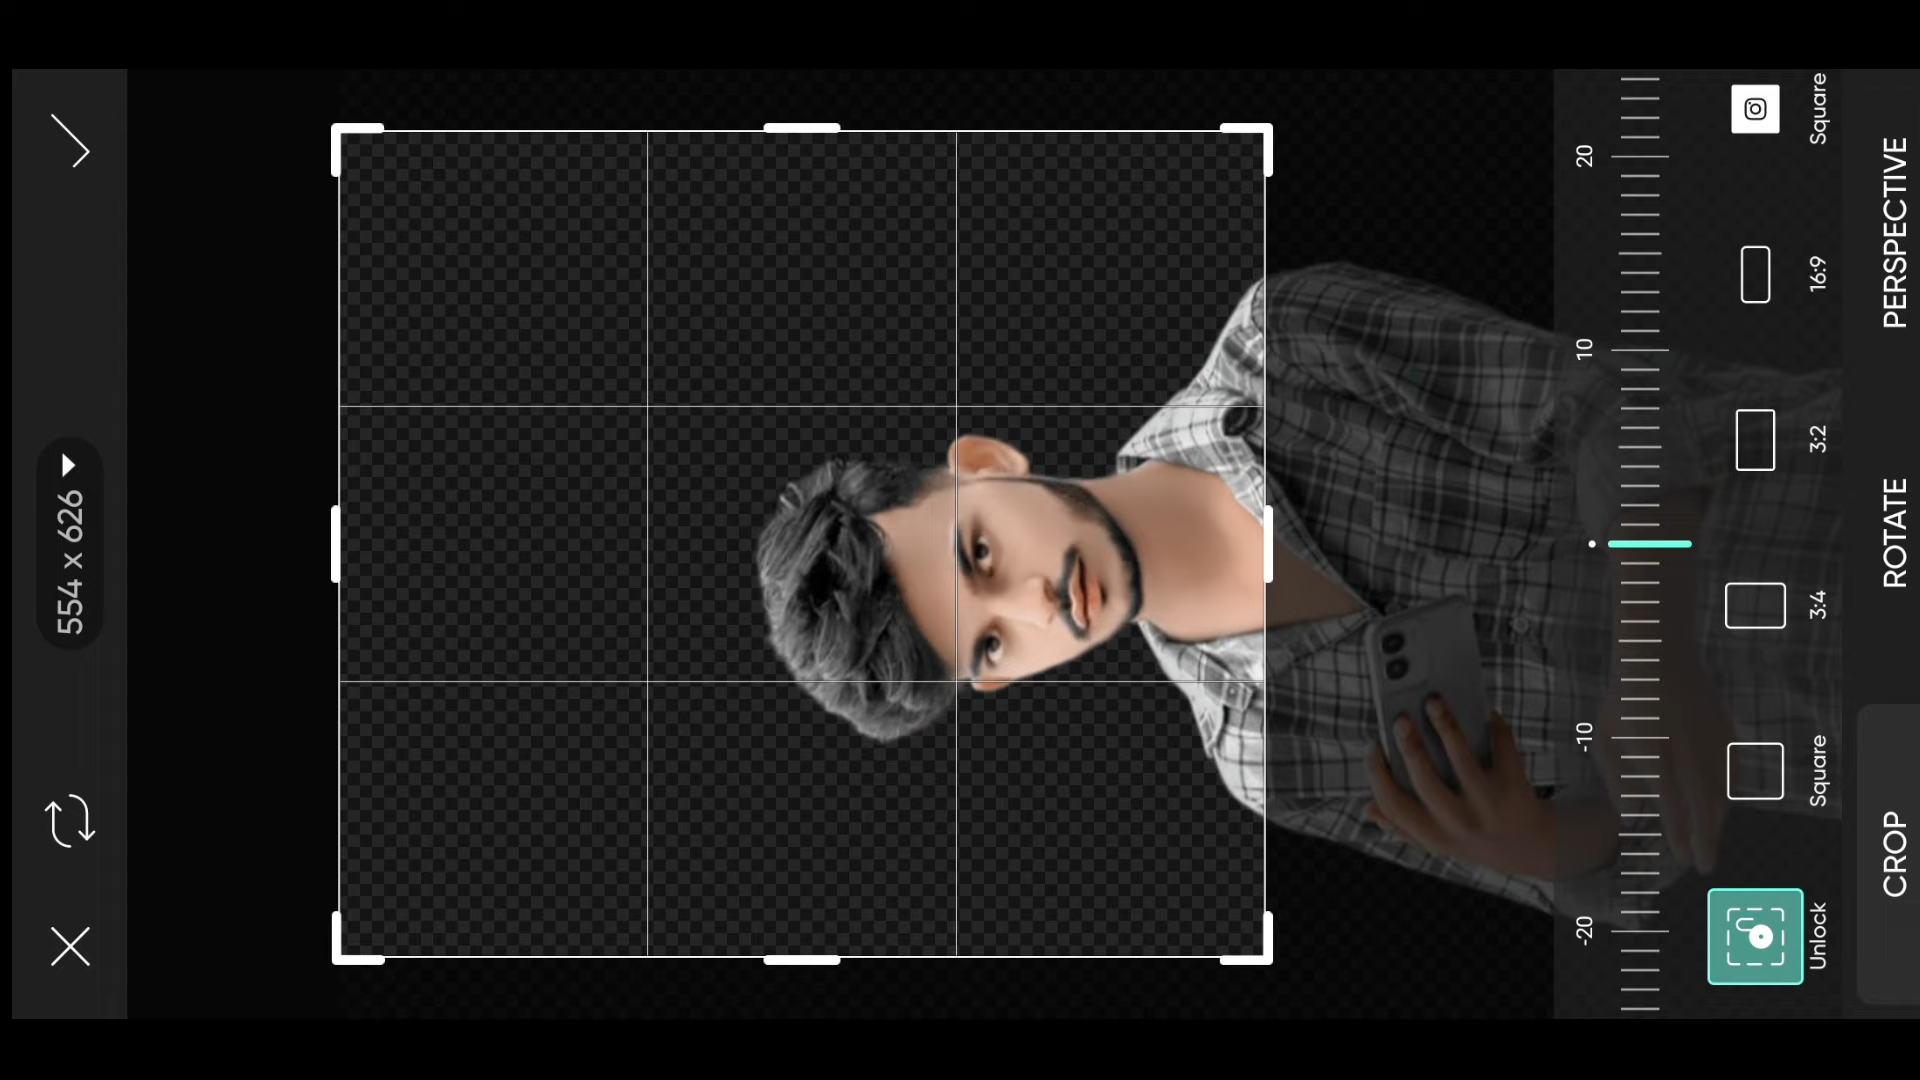 554 x 626
20
10
-10
-20
Unlock
Square
3:4
3:2
16:9
Square
CROP
ROTATE
PERSPECTIVE